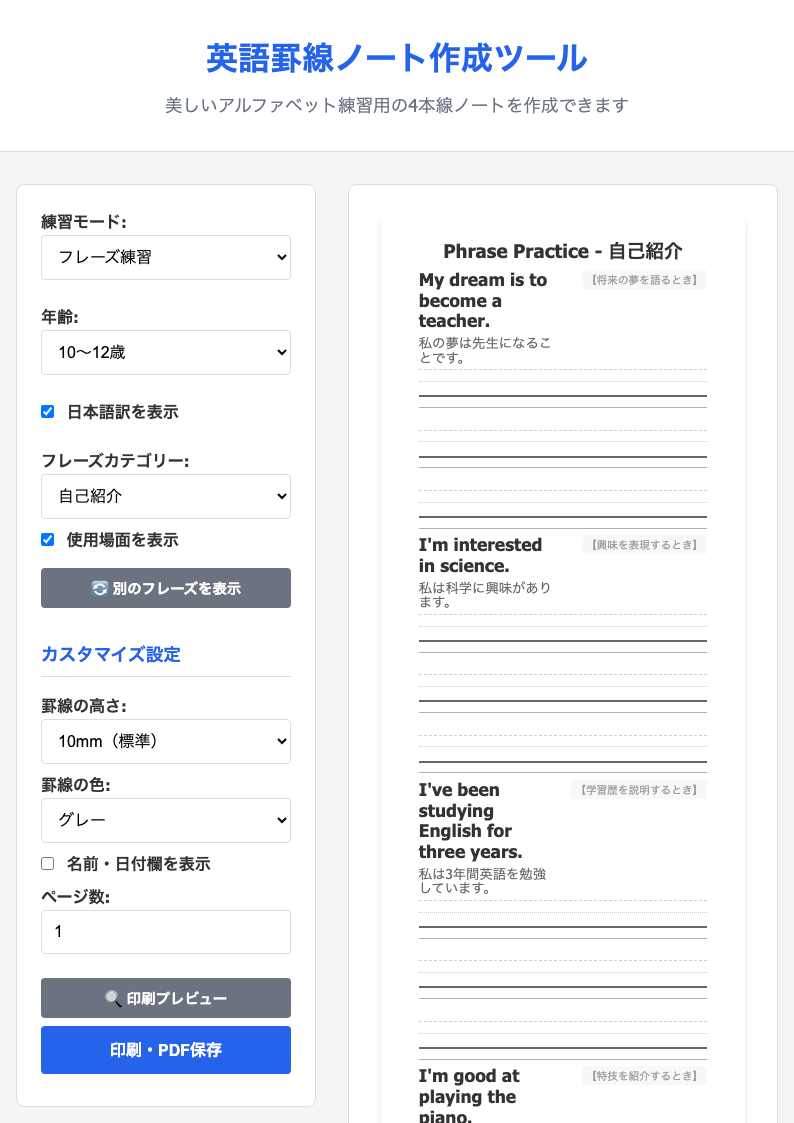 英語罫線ノート作成ツール
美しいアルファベット練習用の4本線ノートを作成できます
練習モード:
フレーズ練習
年齢:
10〜12歳
日本語訳を表示
フレーズカテゴリー:
自己紹介
使用場面を表示
🔄 別のフレーズを表示
カスタマイズ設定
罫線の高さ:
10mm（標準）
罫線の色:
グレー
名前・日付欄を表示
ページ数:
1
🔍 印刷プレビュー
印刷・PDF保存
Phrase Practice - 自己紹介
My dream is to
become a
teacher.
【将来の夢を語るとき】
私の夢は先生になるこ
とです。
I'm interested
in science.
【興味を表現するとき】
私は科学に興味があり
ます。
I've been
studying
English for
three years.
【学習歴を説明するとき】
私は3年間英語を勉強
しています。
I'm good at
playing the
piano.
【特技を紹介するとき】